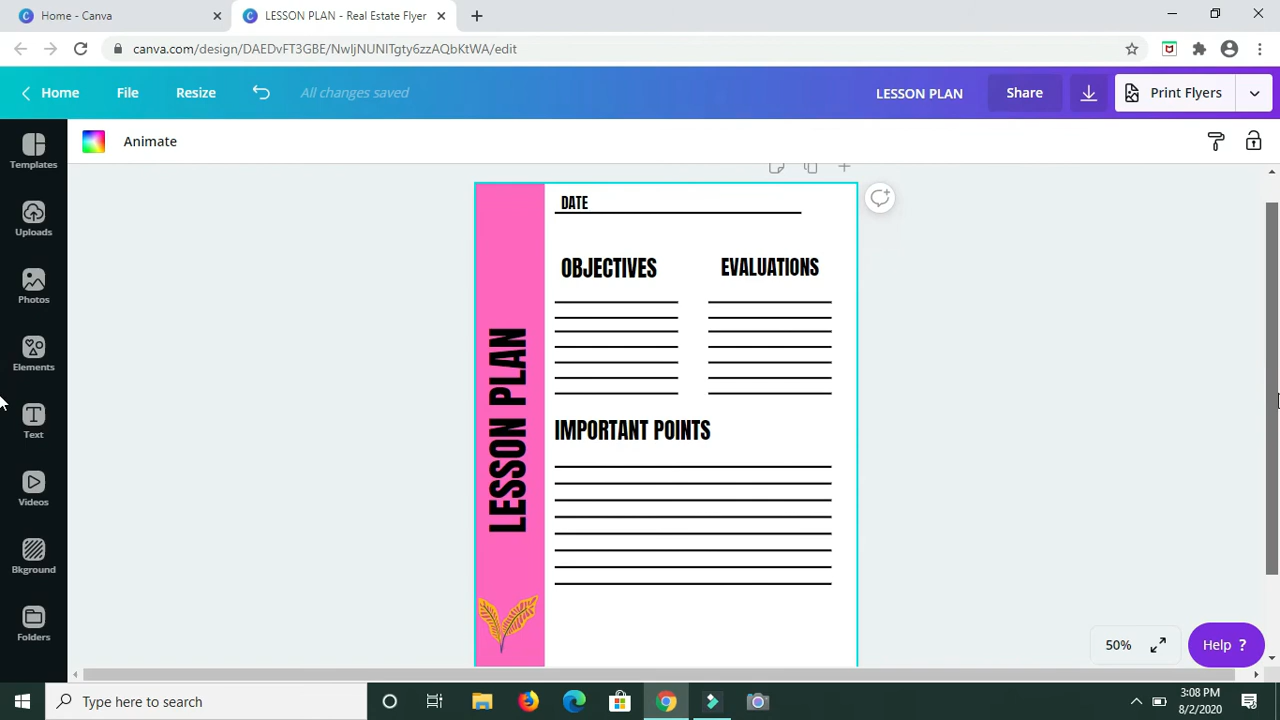 Home - Canva
LESSON PLAN - Real Estate Flyer
canva.com/design/DAEDvFT3GBE/NwIjNUNITgty6zzAQbKtWA/edit
Home File Resize All changes saved LESSON PLAN Share Print Flyers
Animate
Templates
Uploads
Photos
Elements
Text
Videos
Bkground
Folders
LESSON PLAN
DATE
OBJECTIVES EVALUATIONS
IMPORTANT POINTS
50% Help ?
Type here to search
3:08 PM
8/2/2020